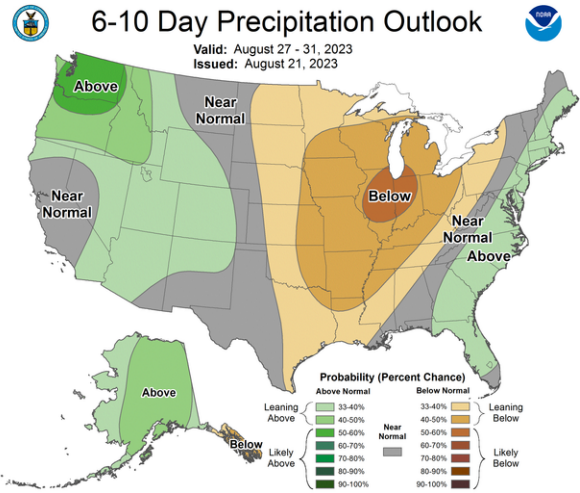 6-10 Day Precipitation Outlook
Valid: August 27 - 31, 2023
Issued: August 21, 2023
NOAA
Above
Near
Normal
Near
Normal
Below
Near
Normal
Above
Above
Below
Probability (Percent Chance)
Above Normal
Below Normal
Leaning
Above
33-40%
40-50%
Likely
Above
50-60%
60-70%
70-80%
80-90%
90-100%
Near
Normal
33-40%
40-50%
Leaning
Below
50-60%
60-70%
70-80%
80-90%
90-100%
Likely
Below